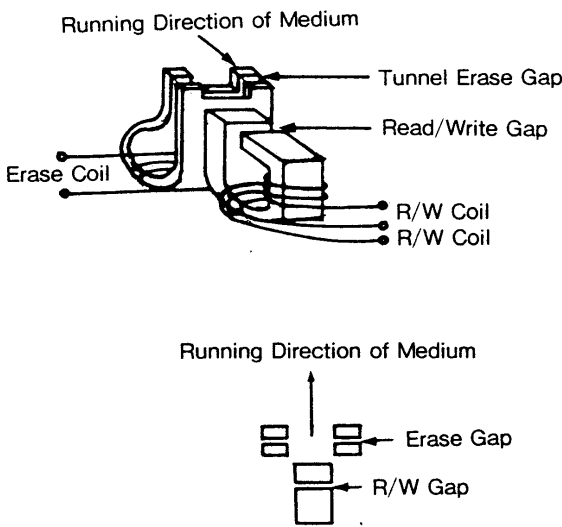 Running Direction of Medium
Tunnel Erase Gap
Read/Write Gap
Erase Coil
R/W Coil
R/W Coil
Running Direction of Medium
Erase Gap
R/W Gap